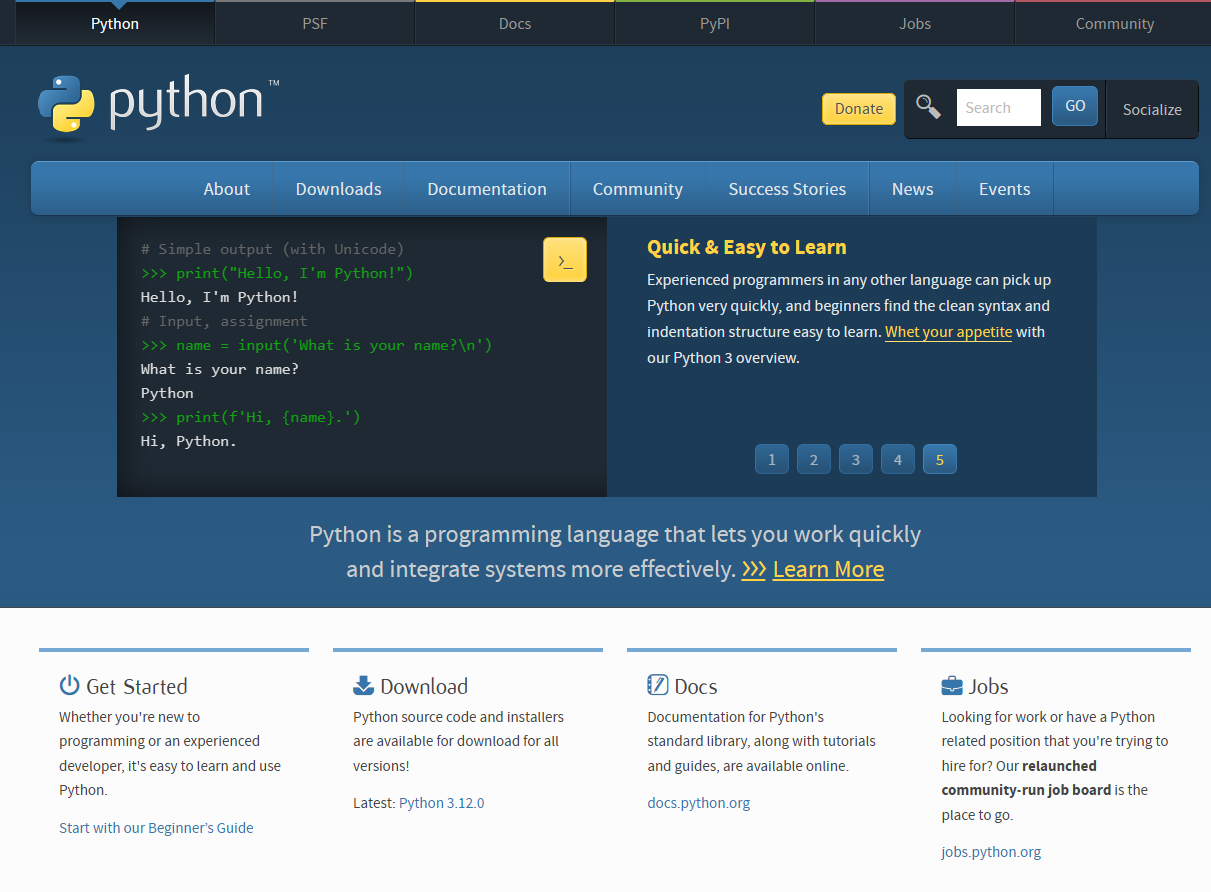 Python PSF Docs PyPI Jobs Community
python™
Donate Search GO Socialize
About Downloads Documentation Community Success Stories News Events
# Simple output (with Unicode)
>>> print("Hello, I'm Python!")
Hello, I'm Python!
# Input, assignment
>>> name = input('What is your name?\n')
What is your name?
Python
>>> print(f'Hi, {name}.')
Hi, Python.
>_
Quick & Easy to Learn
Experienced programmers in any other language can pick up
Python very quickly, and beginners find the clean syntax and
indentation structure easy to learn. Whet your appetite with
our Python 3 overview.
1 2 3 4 5
Python is a programming language that lets you work quickly
and integrate systems more effectively. >>> Learn More
Get Started
Whether you're new to
programming or an experienced
developer, it's easy to learn and use
Python.
Start with our Beginner’s Guide
Download
Python source code and installers
are available for download for all
versions!
Latest: Python 3.12.0
Docs
Documentation for Python's
standard library, along with tutorials
and guides, are available online.
docs.python.org
Jobs
Looking for work or have a Python
related position that you're trying to
hire for? Our relaunched
community-run job board is the
place to go.
jobs.python.org